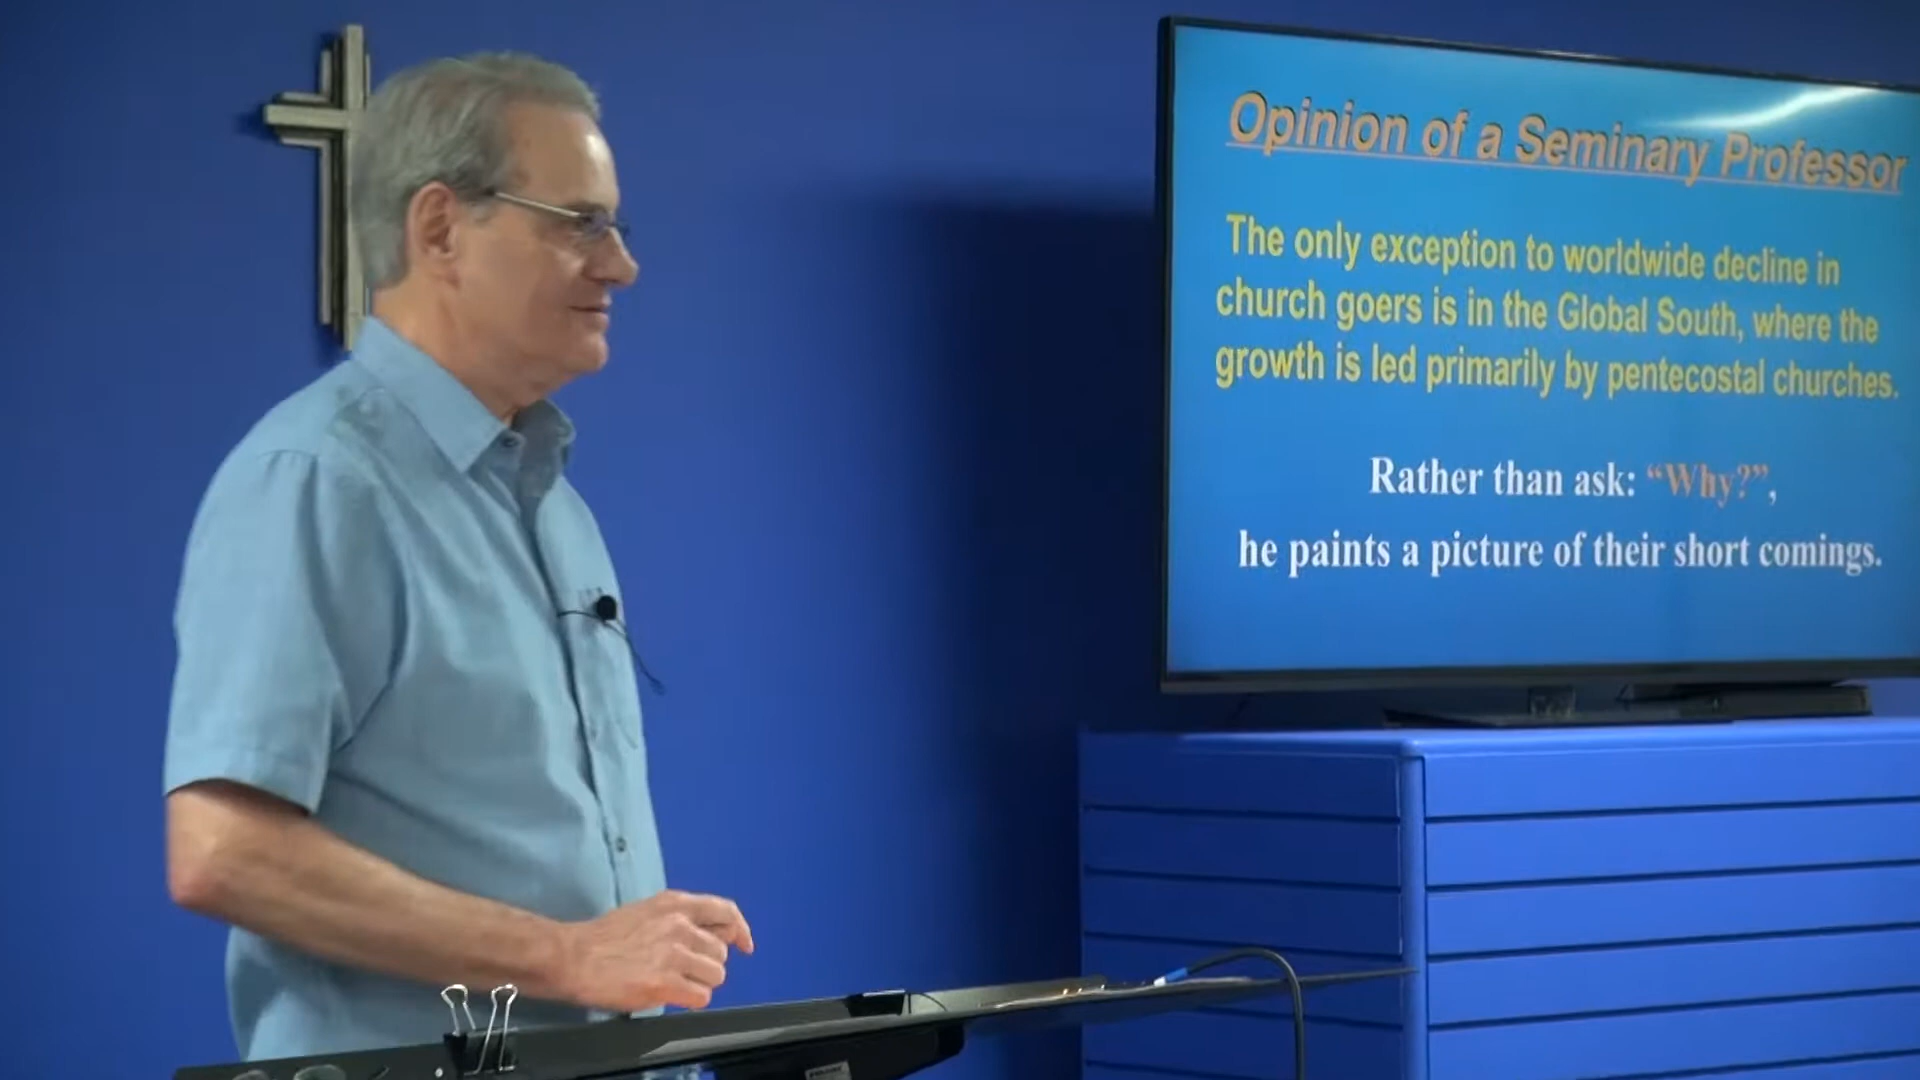 Opinion of a Seminary Professor
The only exception to worldwide decline in
church goers is in the Global South, where the
growth is led primarily by pentecostal churches.
Rather than ask: “Why?”,
he paints a picture of their short comings.